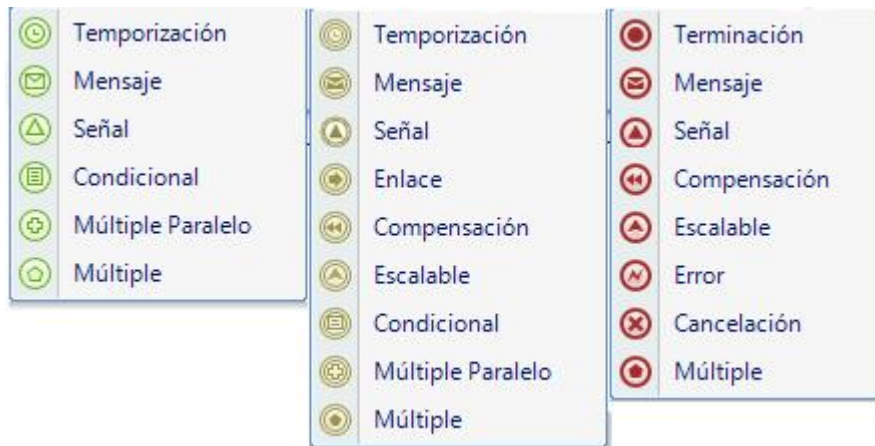 Temporización
Mensaje
Señal
Condicional
Múltiple Paralelo
Múltiple
Temporización
Mensaje
Señal
Enlace
Compensación
Escalable
Condicional
Múltiple Paralelo
Múltiple
Terminación
Mensaje
Señal
Compensación
Escalable
Error
Cancelación
Múltiple